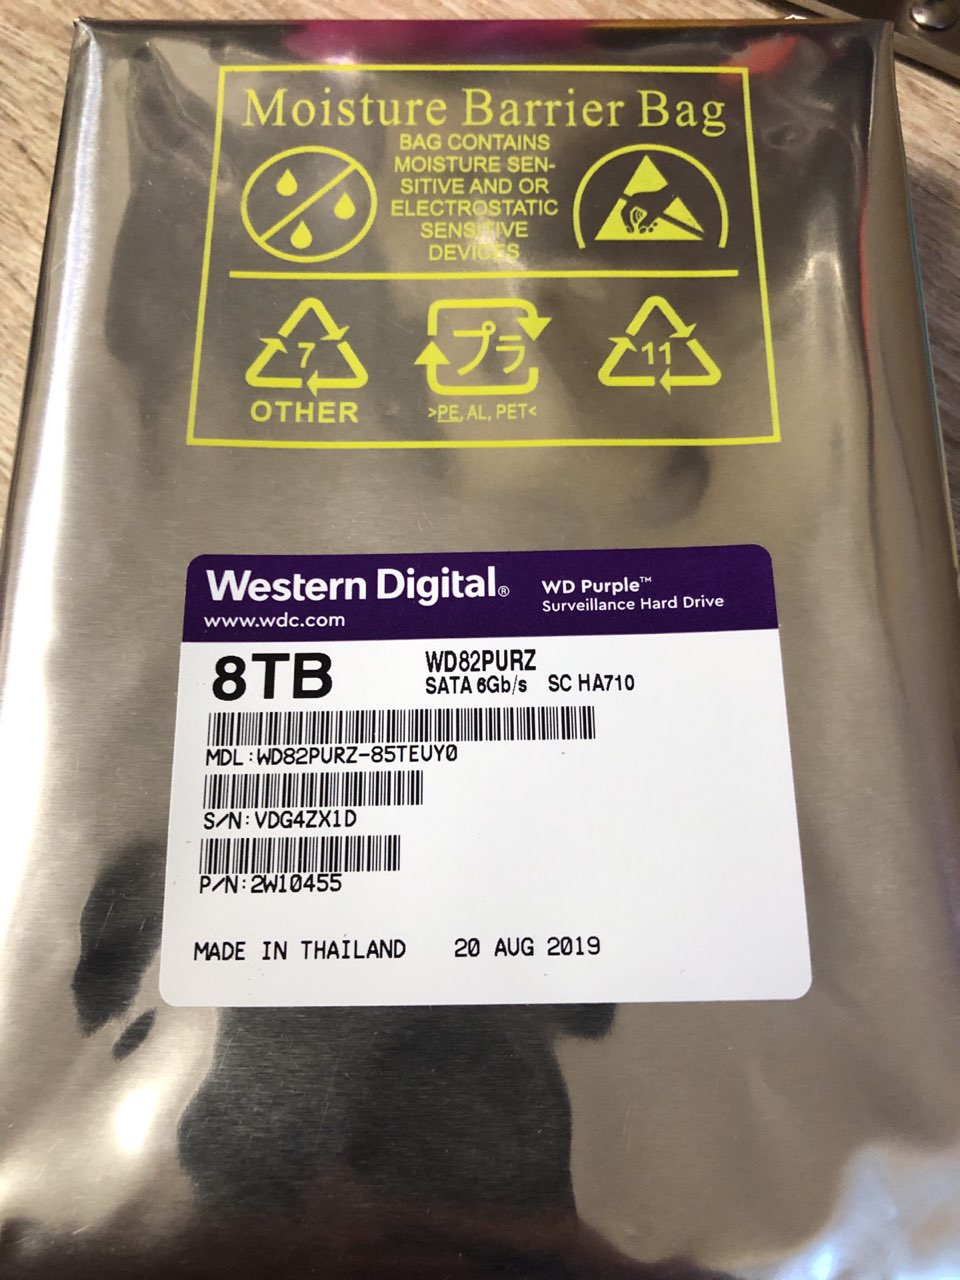 Moisture Barrier Bag
BAG CONTAINS
MOISTURE SEN-
SITIVE AND OR
ELECTROSTATIC
SENSITIVE
DEVICES
7
OTHER
プラ
>PE, AL, PET<
11
Western Digital®
www.wdc.com
WD Purple™
Surveillance Hard Drive
8TB
WD82PURZ
SATA 6Gb/s SC HA710
MDL:WD82PURZ-85TEUY0
S/N:VDG4ZX1D
P/N:2W10455
MADE IN THAILAND 20 AUG 2019